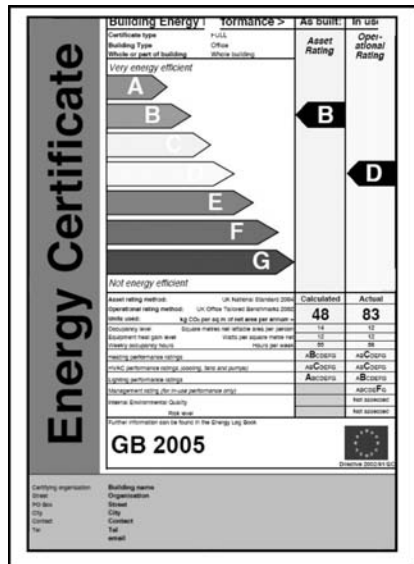 Energy Certificate
Building Energy Performance > As built: In use
Certificate type FULL
Building Type Office
Whole or part of building Whole building
Asset Rating
Oper-ational Rating
Very energy efficient
A
B B
C
D D
E
F
G
Not energy efficient
Asset rating method: UK National Standard 2004 Calculated Actual
Operational rating method: UK Office Tailored Benchmarks 2002
Units used: kg CO₂ per sq m of net area per annum = 48 83
Occupancy level Square metres net lettable area per person 14 12
Equipment heat gain level Watts per square metre net 12 12
Weekly occupancy hours Hours per week
Heating performance ratings ABCDEFG ABCDEFG
HVAC performance ratings (cooling, fans and pumps) ABCDEFG ABCDEFG
Lighting performance ratings ABCDEFG ABCDEFG
Management rating (for in-use performance only) ABCDEFG
Internal Environmental Quality Not assessed
Risk level Not assessed
Further information can be found in the Energy Log Book
GB 2005
Directive 2002/91/EC
Certifying organisation Building name
Street Organisation
PO Box Street
City City
Contact Contact
Tel Tel
email